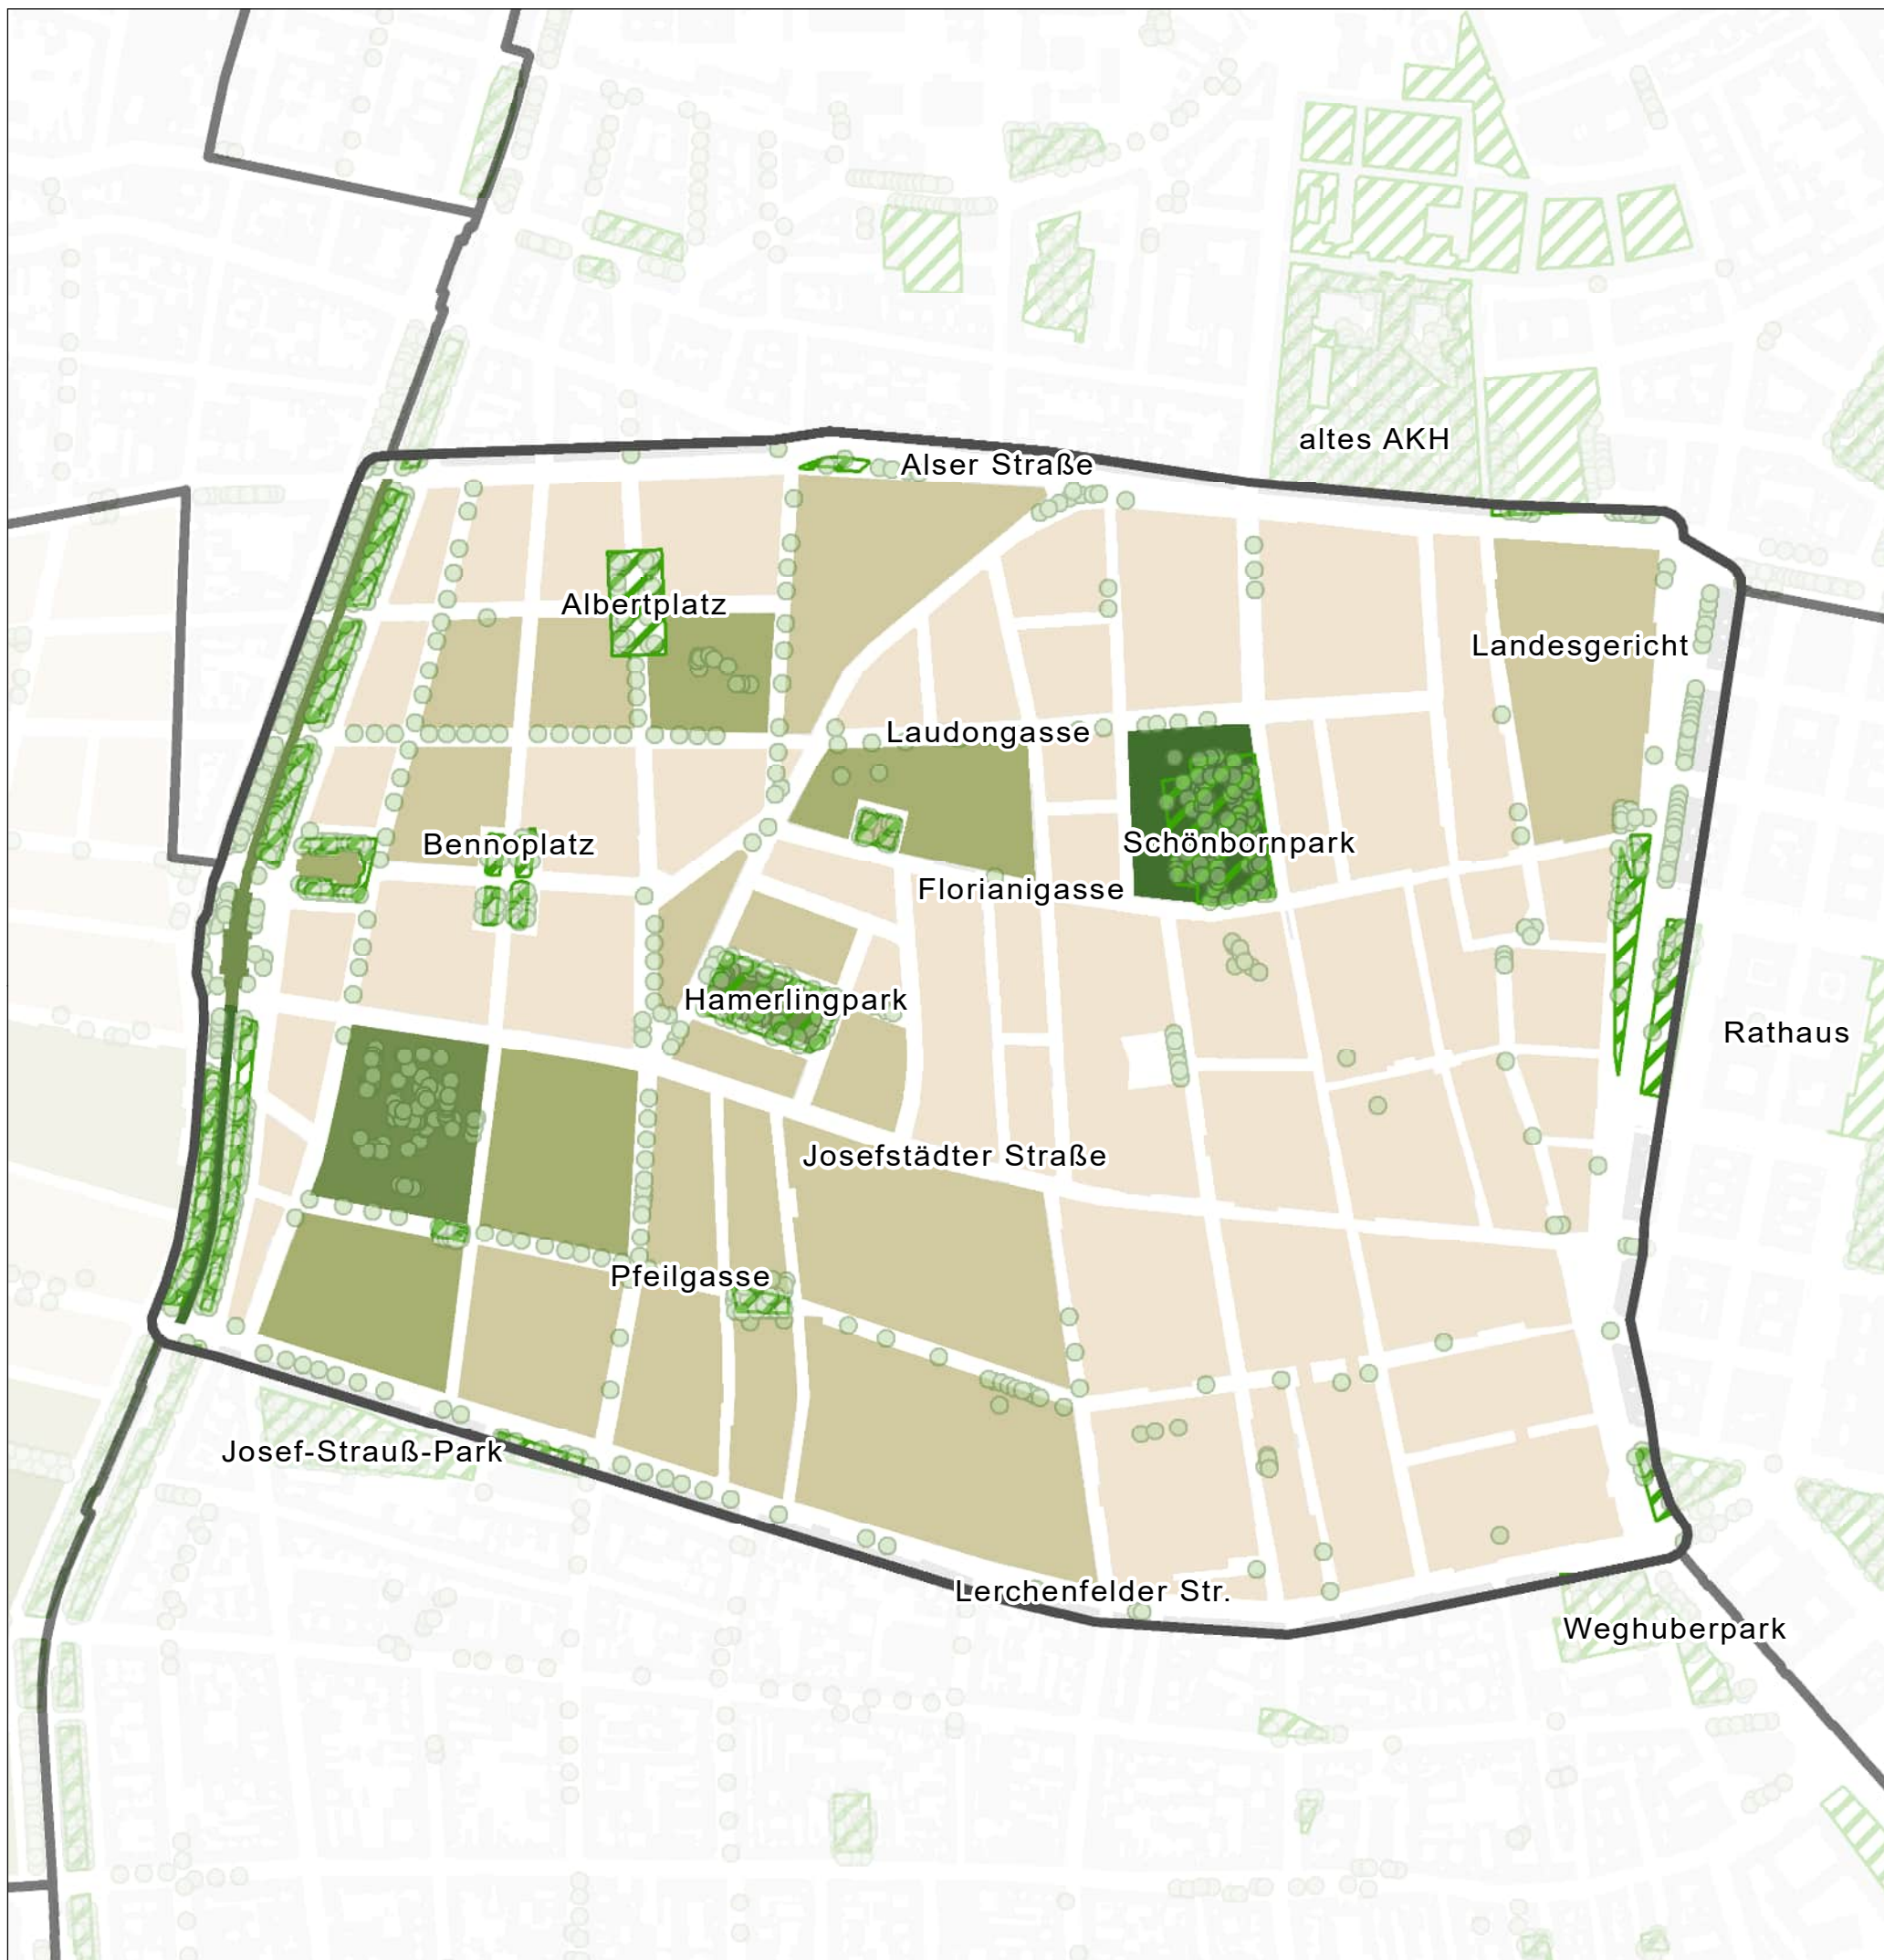 altes AKH
Alser Straße
Albertplatz
Landesgericht
Laudongasse
Bennoplatz
Schönbornpark
Florianigasse
Hamerlingpark
Rathaus
Josefstädter Straße
Pfeilgasse
Josef-Strauß-Park
Lerchenfelder Str.
Weghuberpark